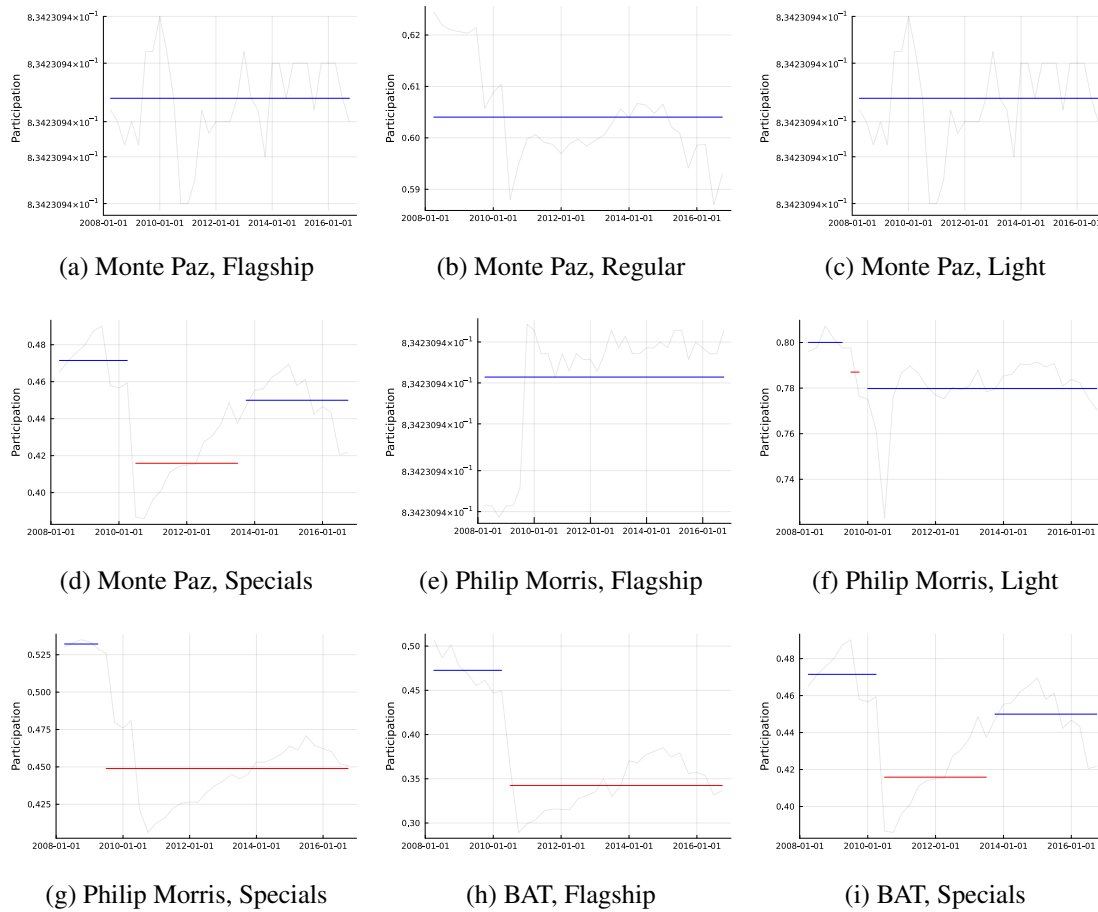 Participation
8.3423094×10⁻¹
8.3423094×10⁻¹
8.3423094×10⁻¹
8.3423094×10⁻¹
8.3423094×10⁻¹
2008-01-01 2010-01-01 2012-01-01 2014-01-01 2016-01-01
(a) Monte Paz, Flagship
Participation
0,62
0,61
0,60
0,59
2008-01-01 2010-01-01 2012-01-01 2014-01-01 2016-01-01
(b) Monte Paz, Regular
Participation
8.3423094×10⁻¹
8.3423094×10⁻¹
8.3423094×10⁻¹
8.3423094×10⁻¹
8.3423094×10⁻¹
2008-01-01 2010-01-01 2012-01-01 2014-01-01 2016-01-01
(c) Monte Paz, Light
Participation
0.48
0.46
0.44
0.42
0.40
2008-01-01 2010-01-01 2012-01-01 2014-01-01 2016-01-01
(d) Monte Paz, Specials
Participation
8.3423094×10⁻¹
8.3423094×10⁻¹
8.3423094×10⁻¹
8.3423094×10⁻¹
8.3423094×10⁻¹
2008-01-01 2010-01-01 2012-01-01 2014-01-01 2016-01-01
(e) Philip Morris, Flagship
Participation
0.80
0.78
0.76
0.74
2008-01-01 2010-01-01 2012-01-01 2014-01-01 2016-01-01
(f) Philip Morris, Light
Participation
0.525
0.500
0.475
0.450
0.425
2008-01-01 2010-01-01 2012-01-01 2014-01-01 2016-01-01
(g) Philip Morris, Specials
Participation
0,50
0,45
0,40
0,35
0,30
2008-01-01 2010-01-01 2012-01-01 2014-01-01 2016-01-01
(h) BAT, Flagship
Participation
0.48
0.46
0.44
0.42
0.40
2008-01-01 2010-01-01 2012-01-01 2014-01-01 2016-01-01
(i) BAT, Specials